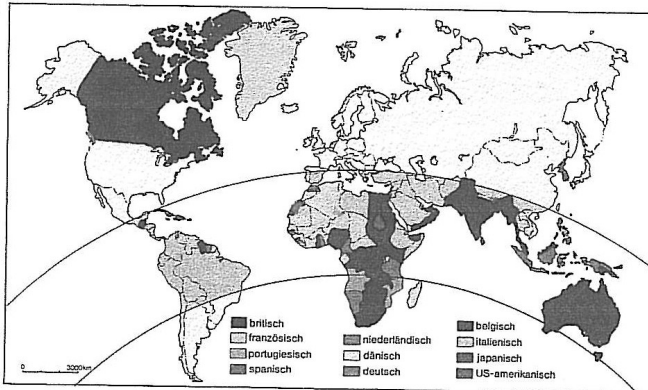 britisch
französisch
portugiesisch
spanisch
niederländisch
dänisch
deutsch
belgisch
italienisch
japanisch
US-amerikanisch
0 3000km